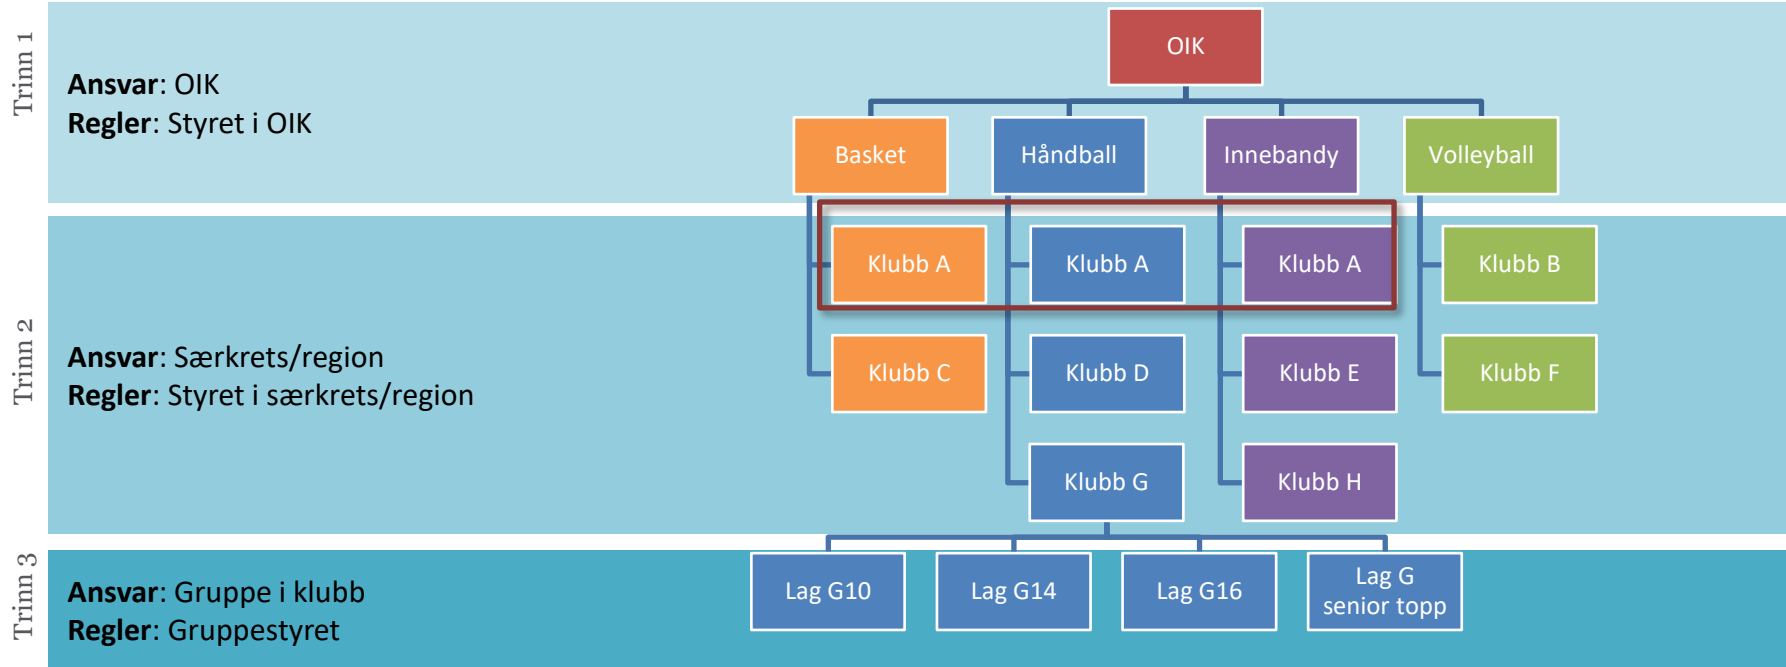 Trinn 1
Ansvar: OIK
Regler: Styret i OIK
OIK
Basket
Håndball
Innebandy
Volleyball
Trinn 2
Ansvar: Særkrets/region
Regler: Styret i særkrets/region
Klubb A
Klubb A
Klubb A
Klubb B
Klubb C
Klubb D
Klubb E
Klubb F
Klubb G
Klubb H
Trinn 3
Ansvar: Gruppe i klubb
Regler: Gruppestyret
Lag G10
Lag G14
Lag G16
Lag G
senior topp